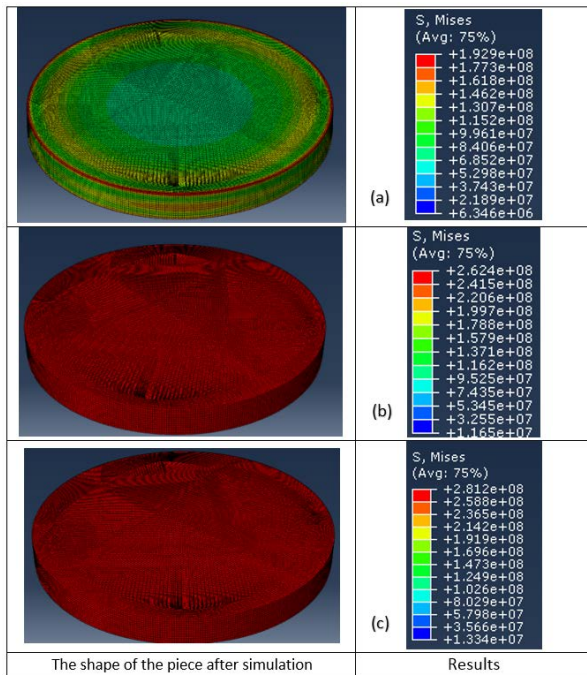 S, Mises
(Avg: 75%)
+1.929e+08
+1.773e+08
+1.618e+08
+1.462e+08
+1.307e+08
+1.152e+08
+9.961e+07
+8.406e+07
+6.852e+07
+5.298e+07
+3.743e+07
+2.189e+07
+6.346e+06
(a)
S, Mises
(Avg: 75%)
+2.624e+08
+2.415e+08
+2.206e+08
+1.997e+08
+1.788e+08
+1.579e+08
+1.371e+08
+1.162e+08
+9.525e+07
+7.435e+07
+5.345e+07
+3.255e+07
+1.165e+07
(b)
S, Mises
(Avg: 75%)
+2.812e+08
+2.588e+08
+2.365e+08
+2.142e+08
+1.919e+08
+1.696e+08
+1.473e+08
+1.249e+08
+1.026e+08
+8.029e+07
+5.798e+07
+3.566e+07
+1.334e+07
(c)
The shape of the piece after simulation
Results